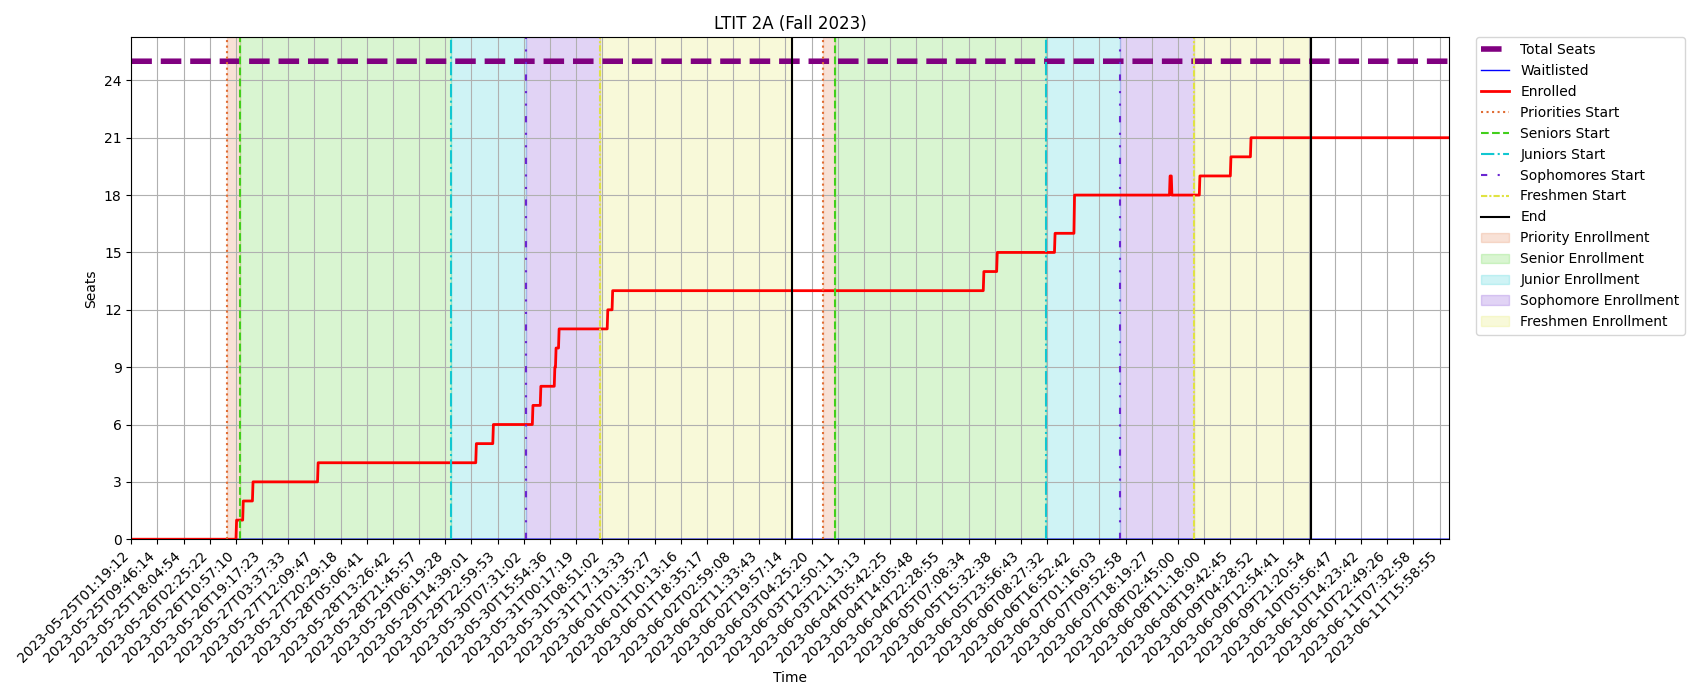 LTIT 2A (Fall 2023)
Seats
24
21
18
15
12
9
6
3
0
2023-05-25T01:19:12
2023-05-25T09:46:14
2023-05-25T18:04:54
2023-05-26T02:25:22
2023-05-26T10:57:10
2023-05-26T19:17:23
2023-05-27T03:37:33
2023-05-27T12:09:47
2023-05-27T20:29:18
2023-05-28T05:06:41
2023-05-28T13:26:42
2023-05-28T21:45:57
2023-05-29T06:19:28
2023-05-29T14:39:01
2023-05-29T22:59:53
2023-05-30T07:31:02
2023-05-30T15:54:36
2023-05-31T00:17:19
2023-05-31T08:51:02
2023-05-31T17:13:33
2023-06-01T01:35:27
2023-06-01T10:13:16
2023-06-01T18:35:17
2023-06-02T02:59:08
2023-06-02T11:33:43
2023-06-02T19:57:14
2023-06-03T04:25:20
2023-06-03T12:50:11
2023-06-03T21:13:13
2023-06-04T05:42:25
2023-06-04T14:05:48
2023-06-04T22:28:55
2023-06-05T07:08:34
2023-06-05T15:32:38
2023-06-05T23:56:43
2023-06-06T08:27:32
2023-06-06T16:52:42
2023-06-07T01:16:03
2023-06-07T09:52:58
2023-06-07T18:19:27
2023-06-08T02:45:00
2023-06-08T11:18:00
2023-06-08T19:42:45
2023-06-09T04:28:52
2023-06-09T12:54:41
2023-06-09T21:20:54
2023-06-10T05:56:47
2023-06-10T14:23:42
2023-06-10T22:49:26
2023-06-11T07:32:58
2023-06-11T15:58:55
Time
Total Seats
Waitlisted
Enrolled
Priorities Start
Seniors Start
Juniors Start
Sophomores Start
Freshmen Start
End
Priority Enrollment
Senior Enrollment
Junior Enrollment
Sophomore Enrollment
Freshmen Enrollment